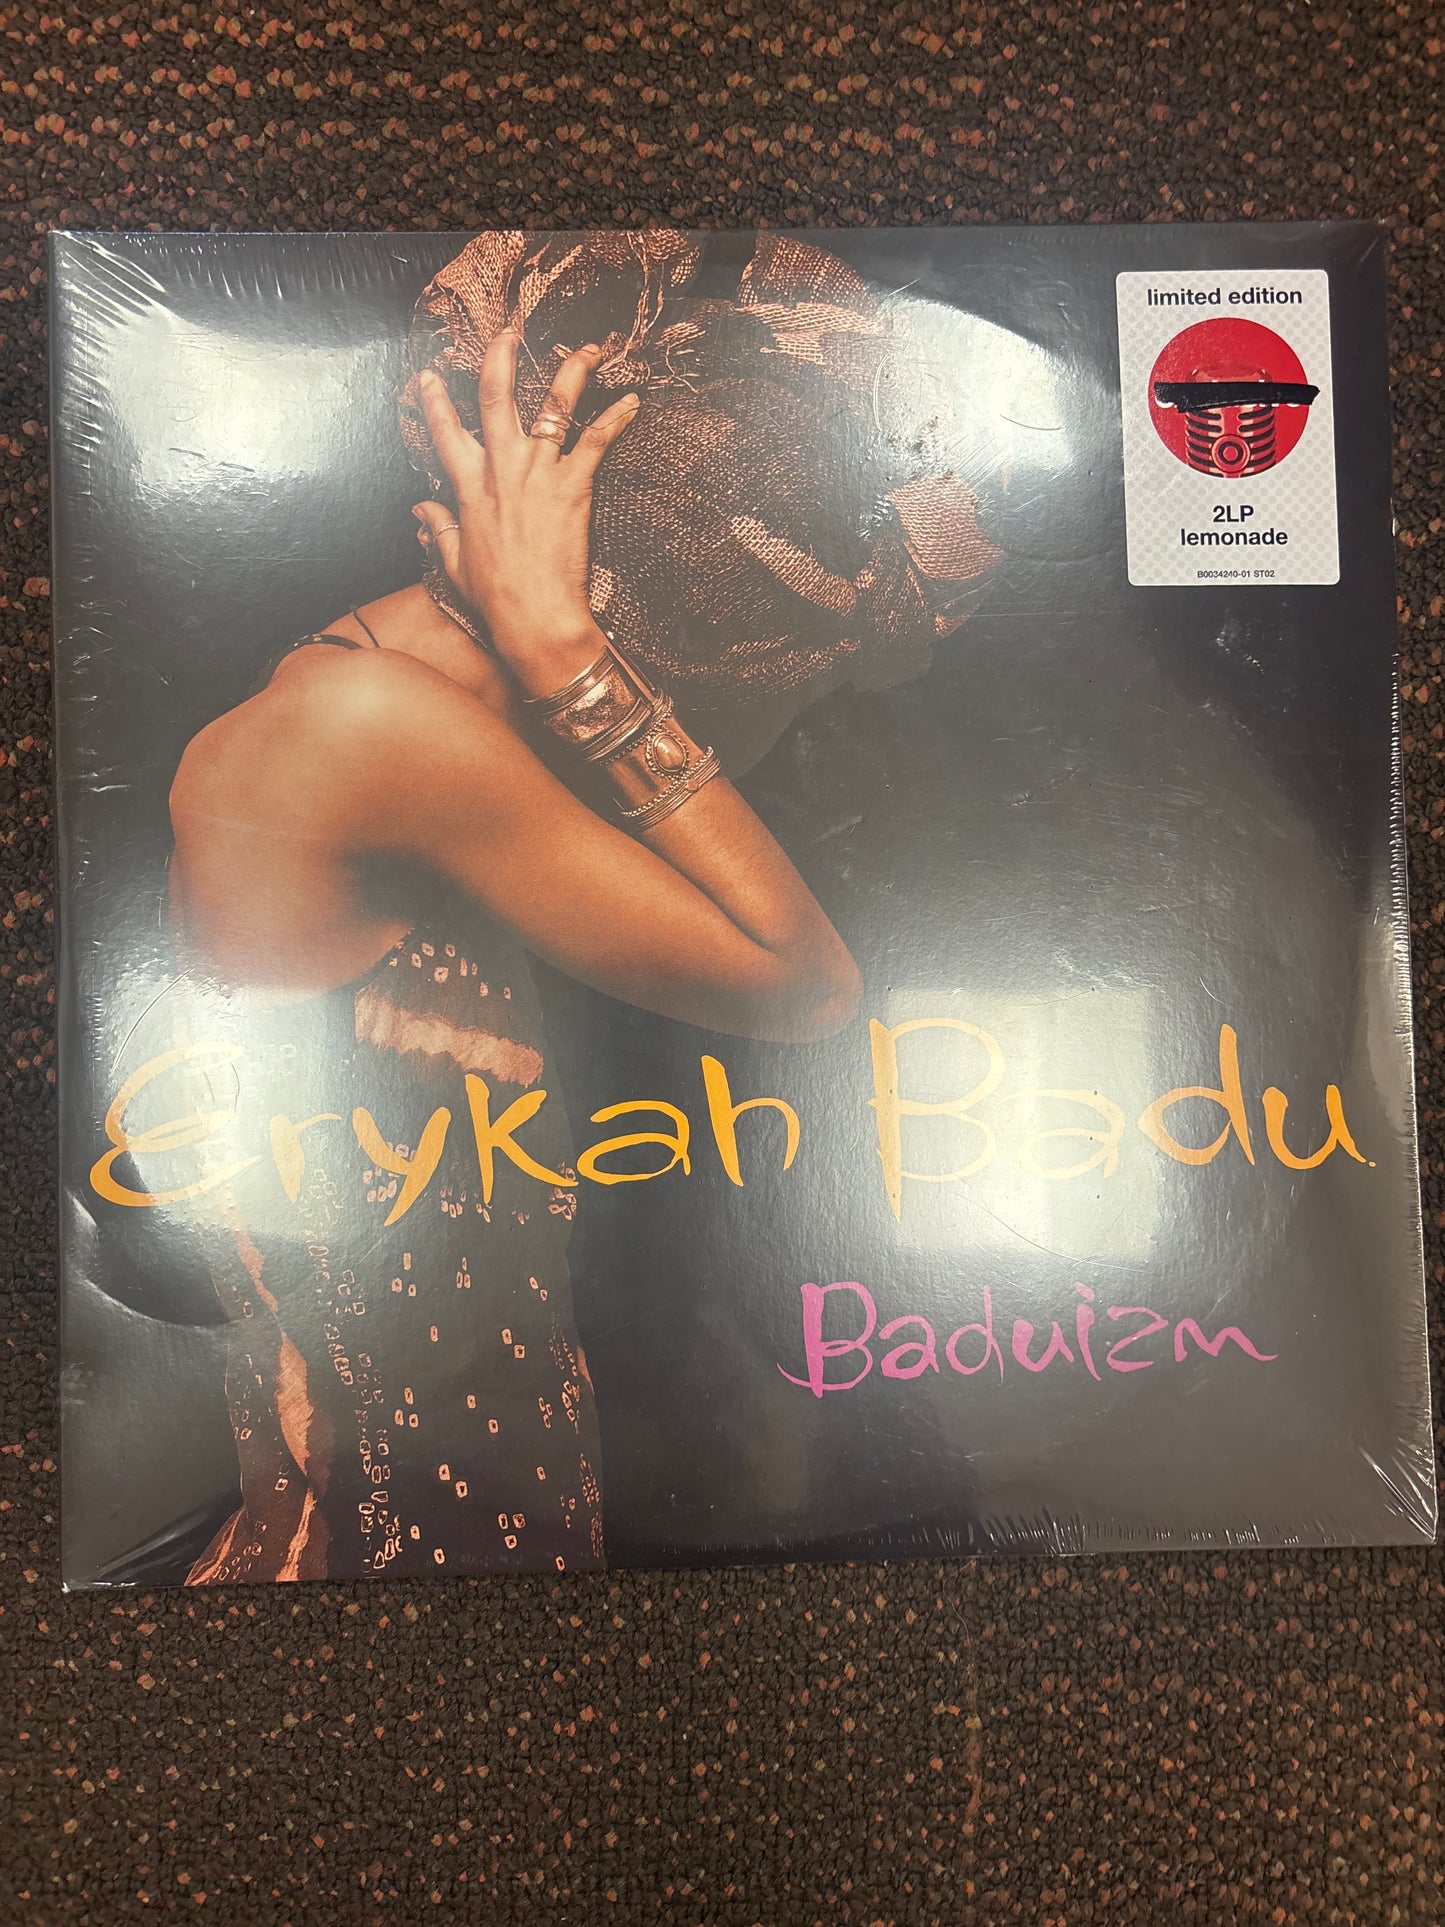 limited edition
2LP
lemonade
B0034240-01 ST02
Erykah Badu.
Baduizm